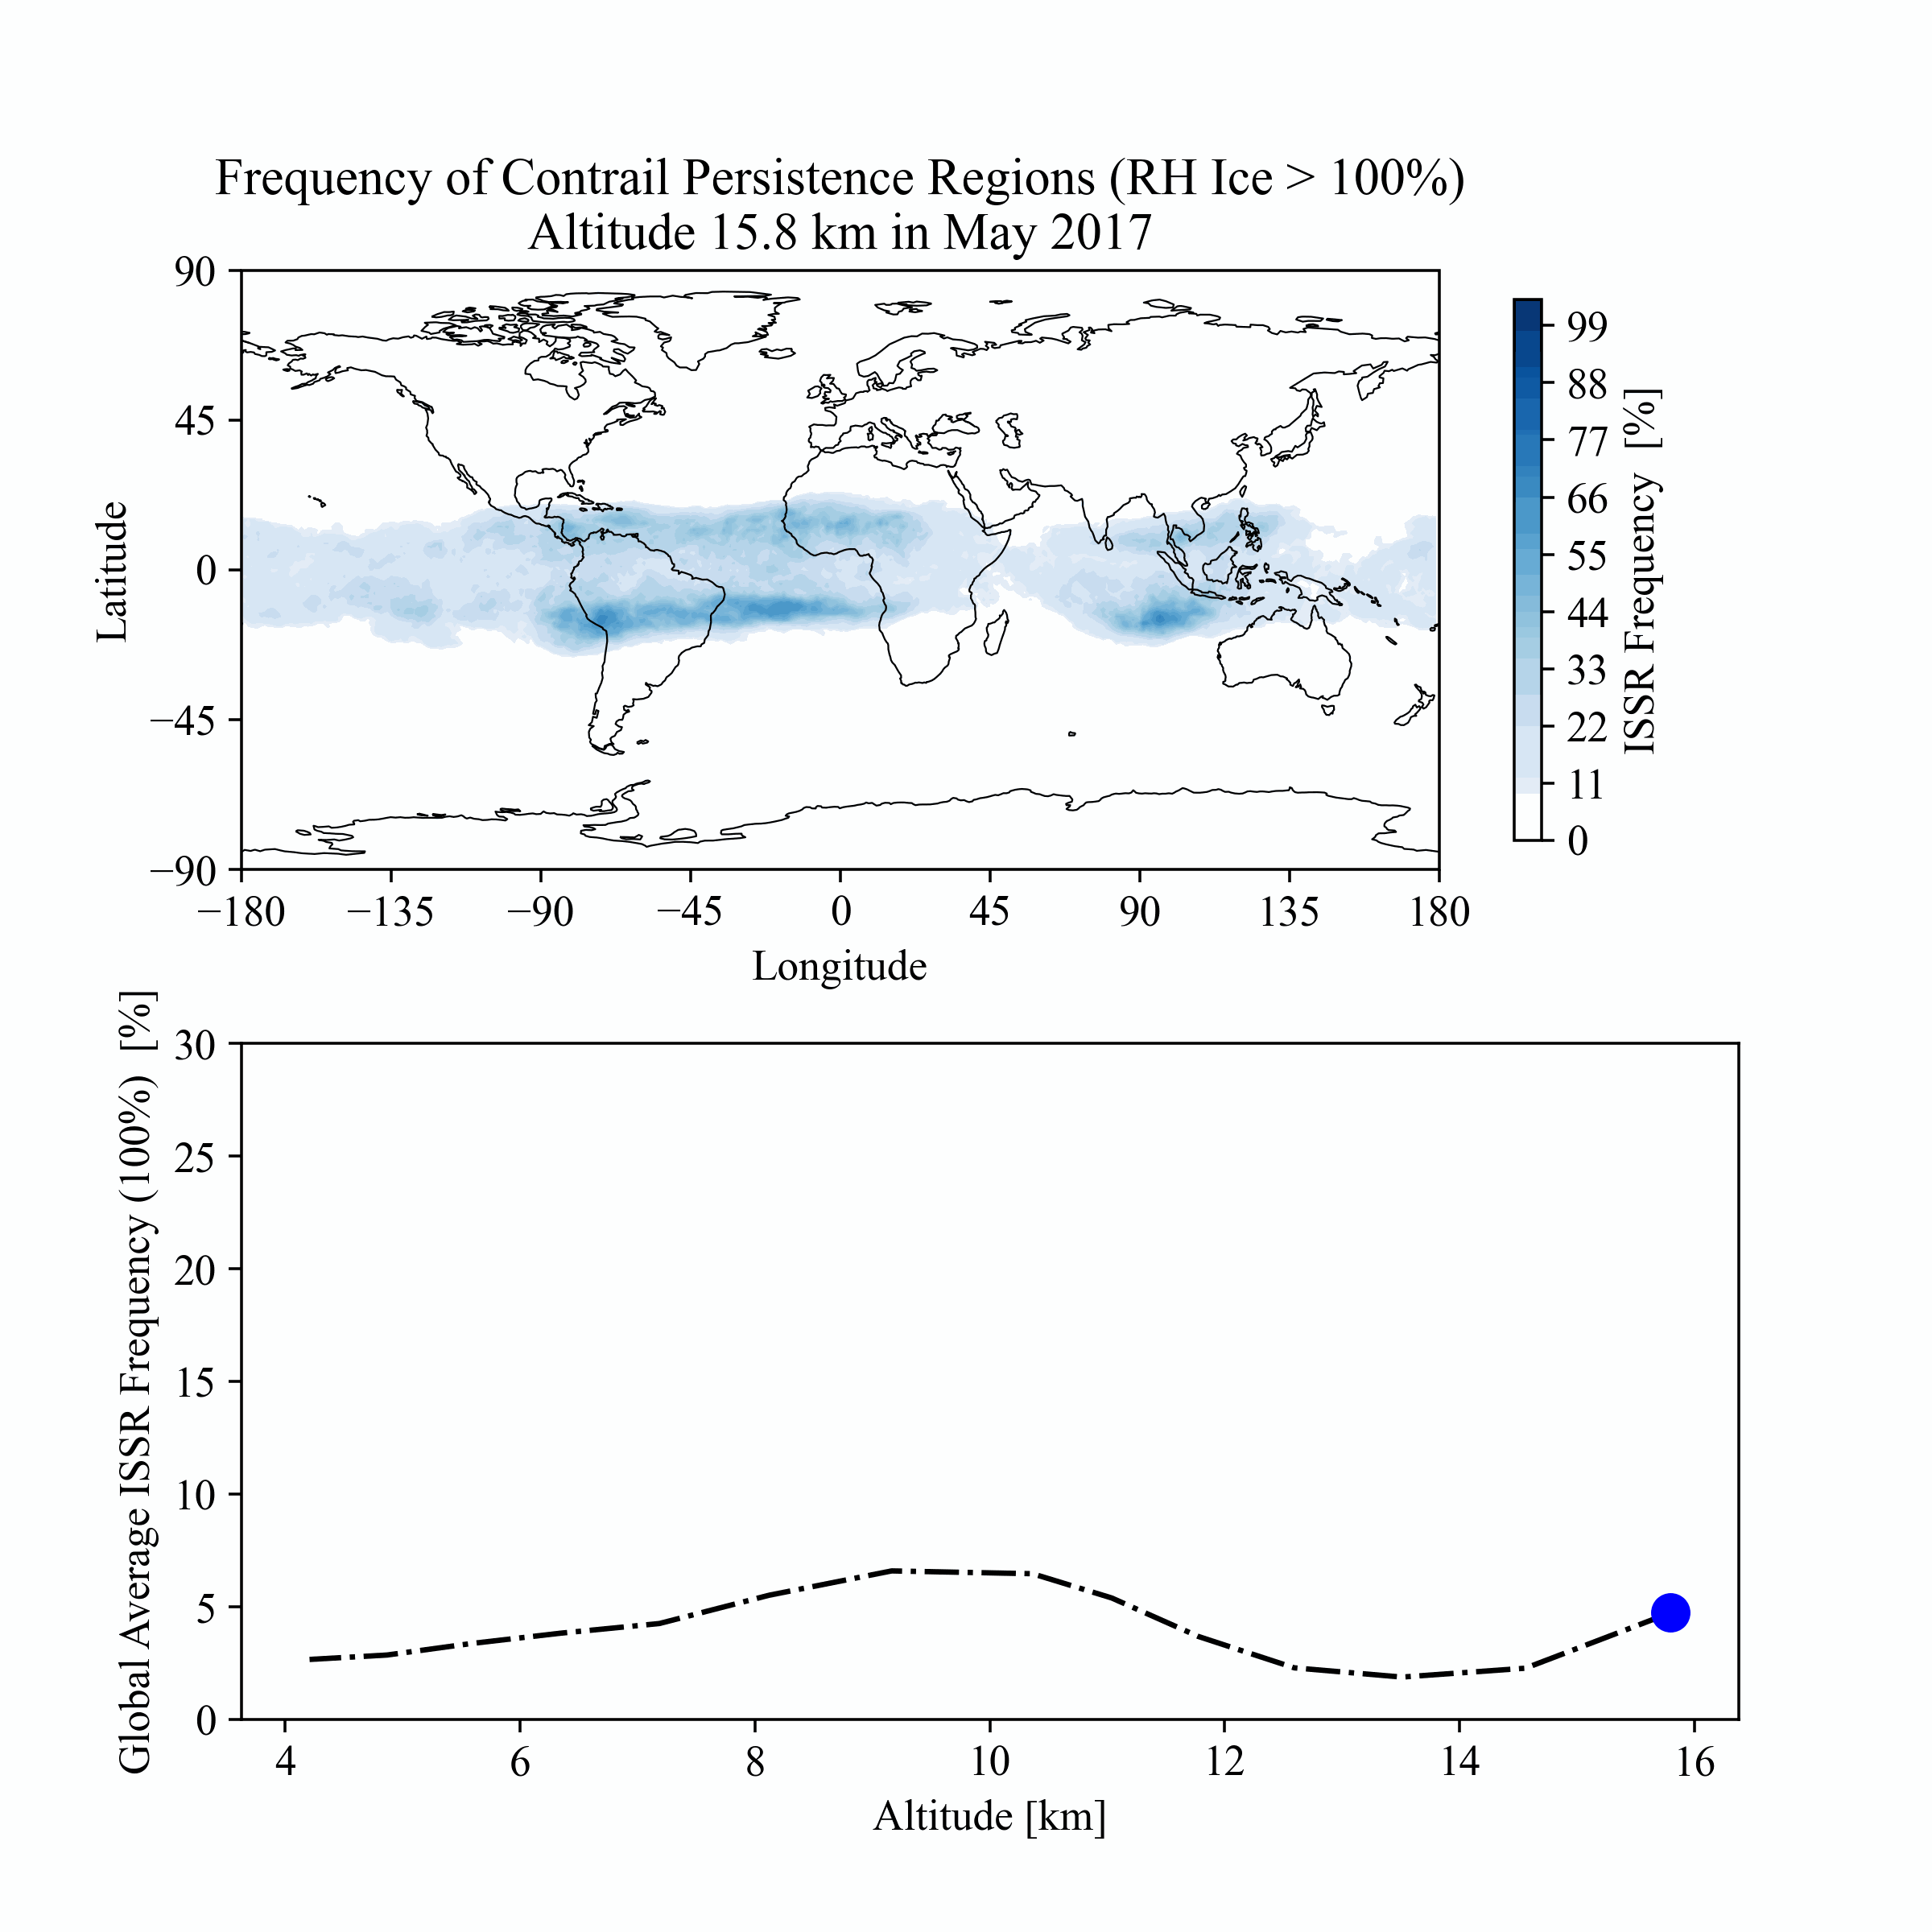 Frequency of Contrail Persistence Regions (RH Ice > 100%)
Altitude 15.8 km in May 2017
90
45
0
−45
−90
Latitude
−180 −135 −90 −45 0 45 90 135 180
Longitude
99
88
77
66
55
44
33
22
11
0
ISSR Frequency [%]
30
25
20
15
10
5
0
Global Average ISSR Frequency (100%) [%]
4 6 8 10 12 14 16
Altitude [km]